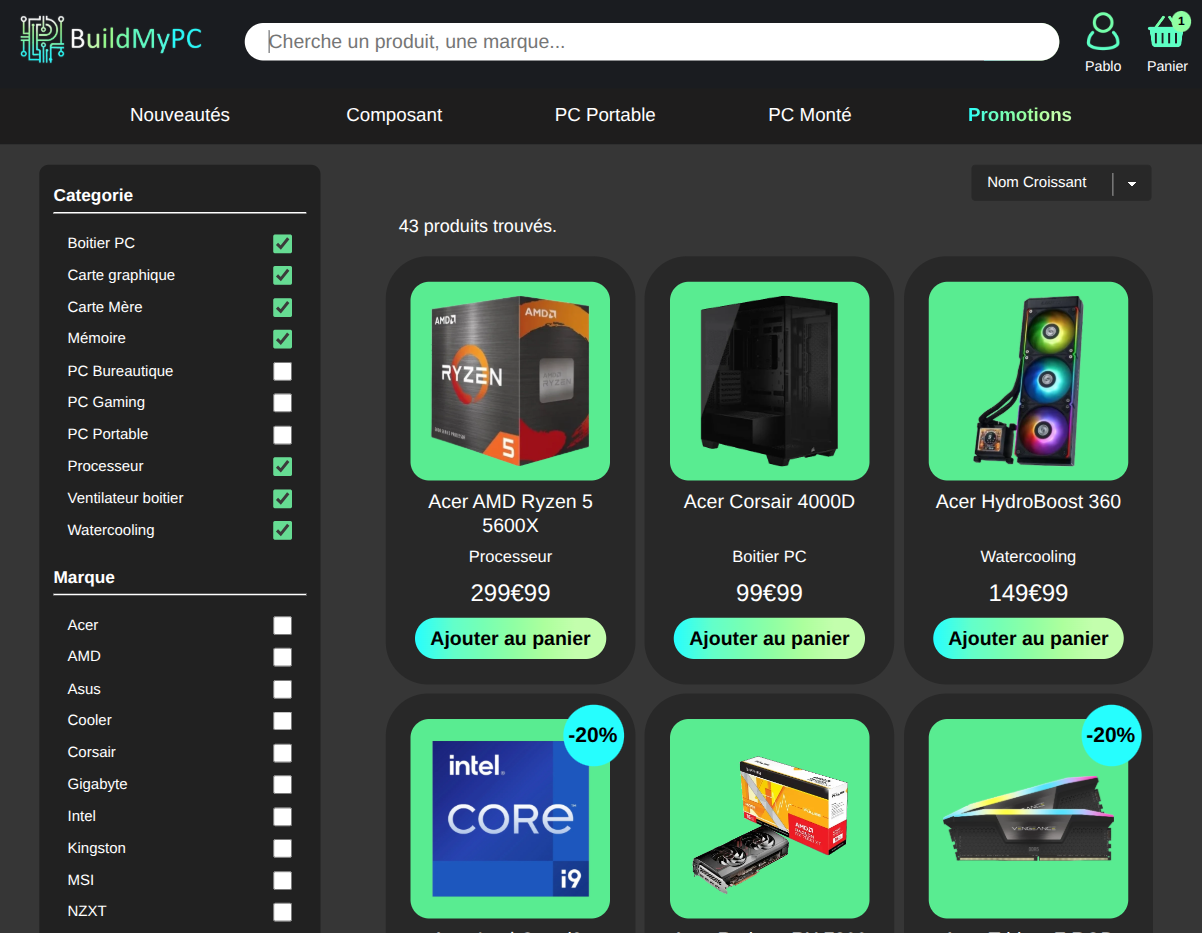 BuildMyPC
Cherche un produit, une marque...
1
Pablo
Panier
Nouveautés
Composant
PC Portable
PC Monté
Promotions
Categorie
Boitier PC
Carte graphique
Carte Mère
Mémoire
PC Bureautique
PC Gaming
PC Portable
Processeur
Ventilateur boitier
Watercooling
Marque
Acer
AMD
Asus
Cooler
Corsair
Gigabyte
Intel
Kingston
MSI
NZXT
Nom Croissant
43 produits trouvés.
AMD
AMD
RYZEN
RYZEN
5
Acer AMD Ryzen 5
5600X
Processeur
299€99
Ajouter au panier
Acer Corsair 4000D
Boitier PC
99€99
Ajouter au panier
Acer HydroBoost 360
Watercooling
149€99
Ajouter au panier
-20%
intel.
CORE™
i9
AMD
-20%
VENGEANCE